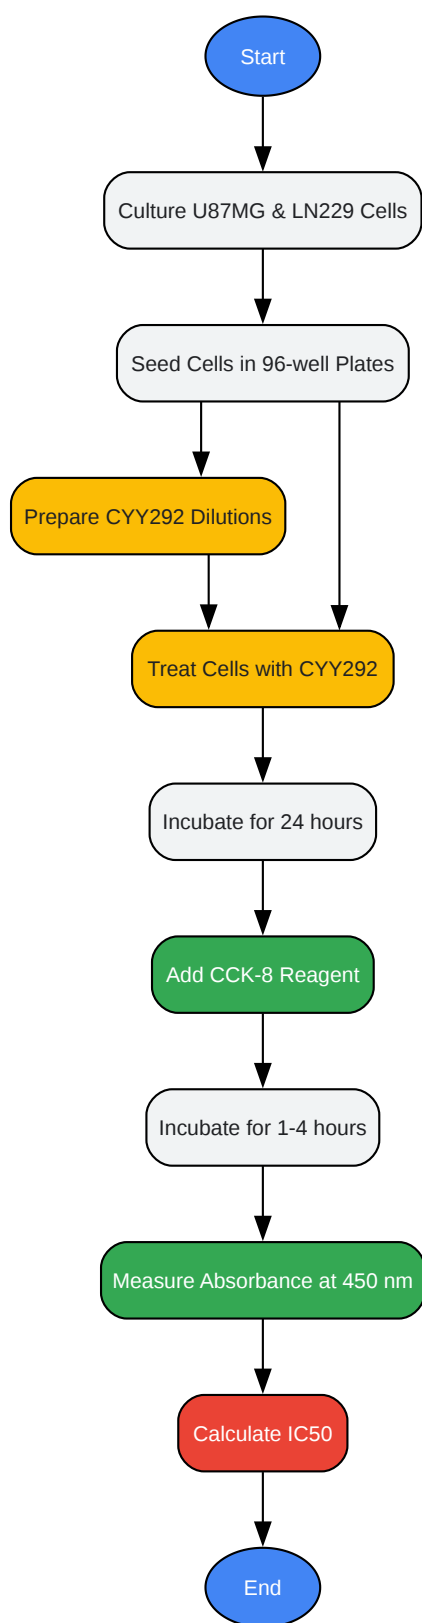 Start
Culture U87MG & LN229 Cells
Seed Cells in 96-well Plates
Prepare CYY292 Dilutions
Treat Cells with CYY292
Incubate for 24 hours
Add CCK-8 Reagent
Incubate for 1-4 hours
Measure Absorbance at 450 nm
Calculate IC50
End